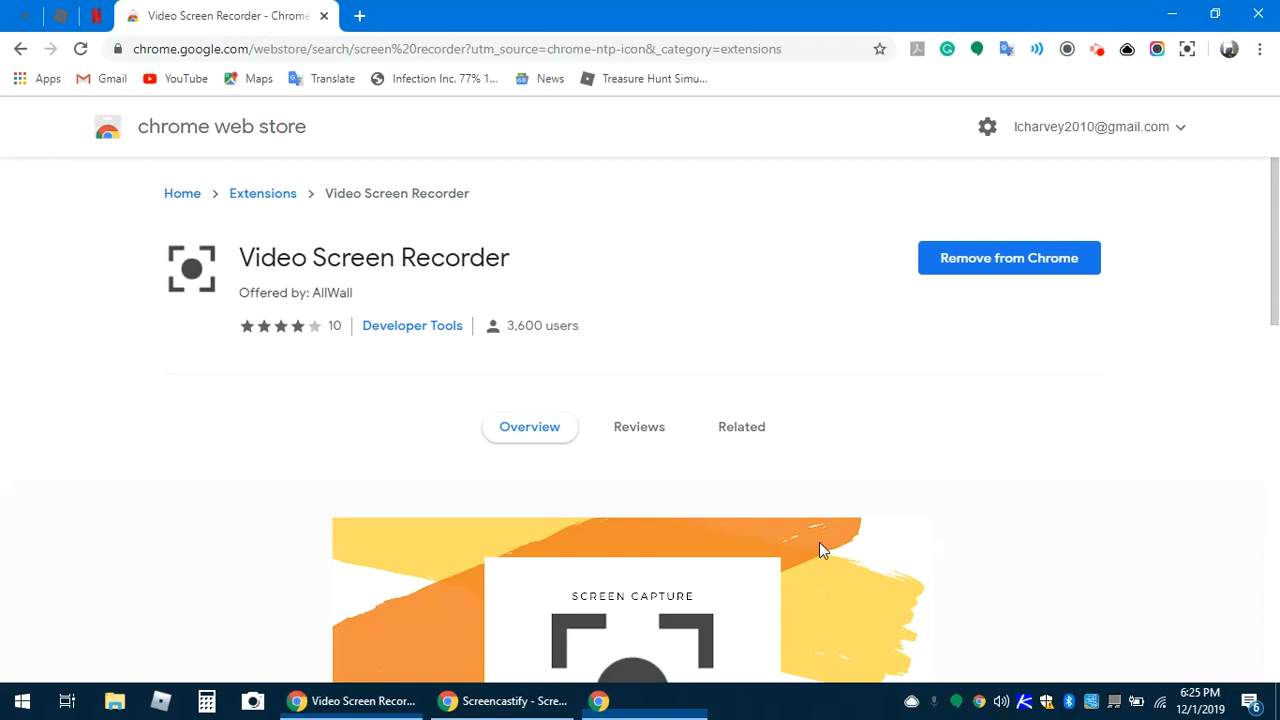 Video Screen Recorder - Chrome
chrome.google.com/webstore/search/screen%20recorder?utm_source=chrome-ntp-icon&_category=extensions
Apps Gmail YouTube Maps Translate Infection Inc. 77% 1... News Treasure Hunt Simu...
chrome web store
lcharvey2010@gmail.com
Home > Extensions > Video Screen Recorder
Video Screen Recorder
Remove from Chrome
Offered by: AllWall
10 Developer Tools 3,600 users
Overview Reviews Related
SCREEN CAPTURE
Video Screen Recor... Screencastify - Scre...
6:25 PM
12/1/2019
6